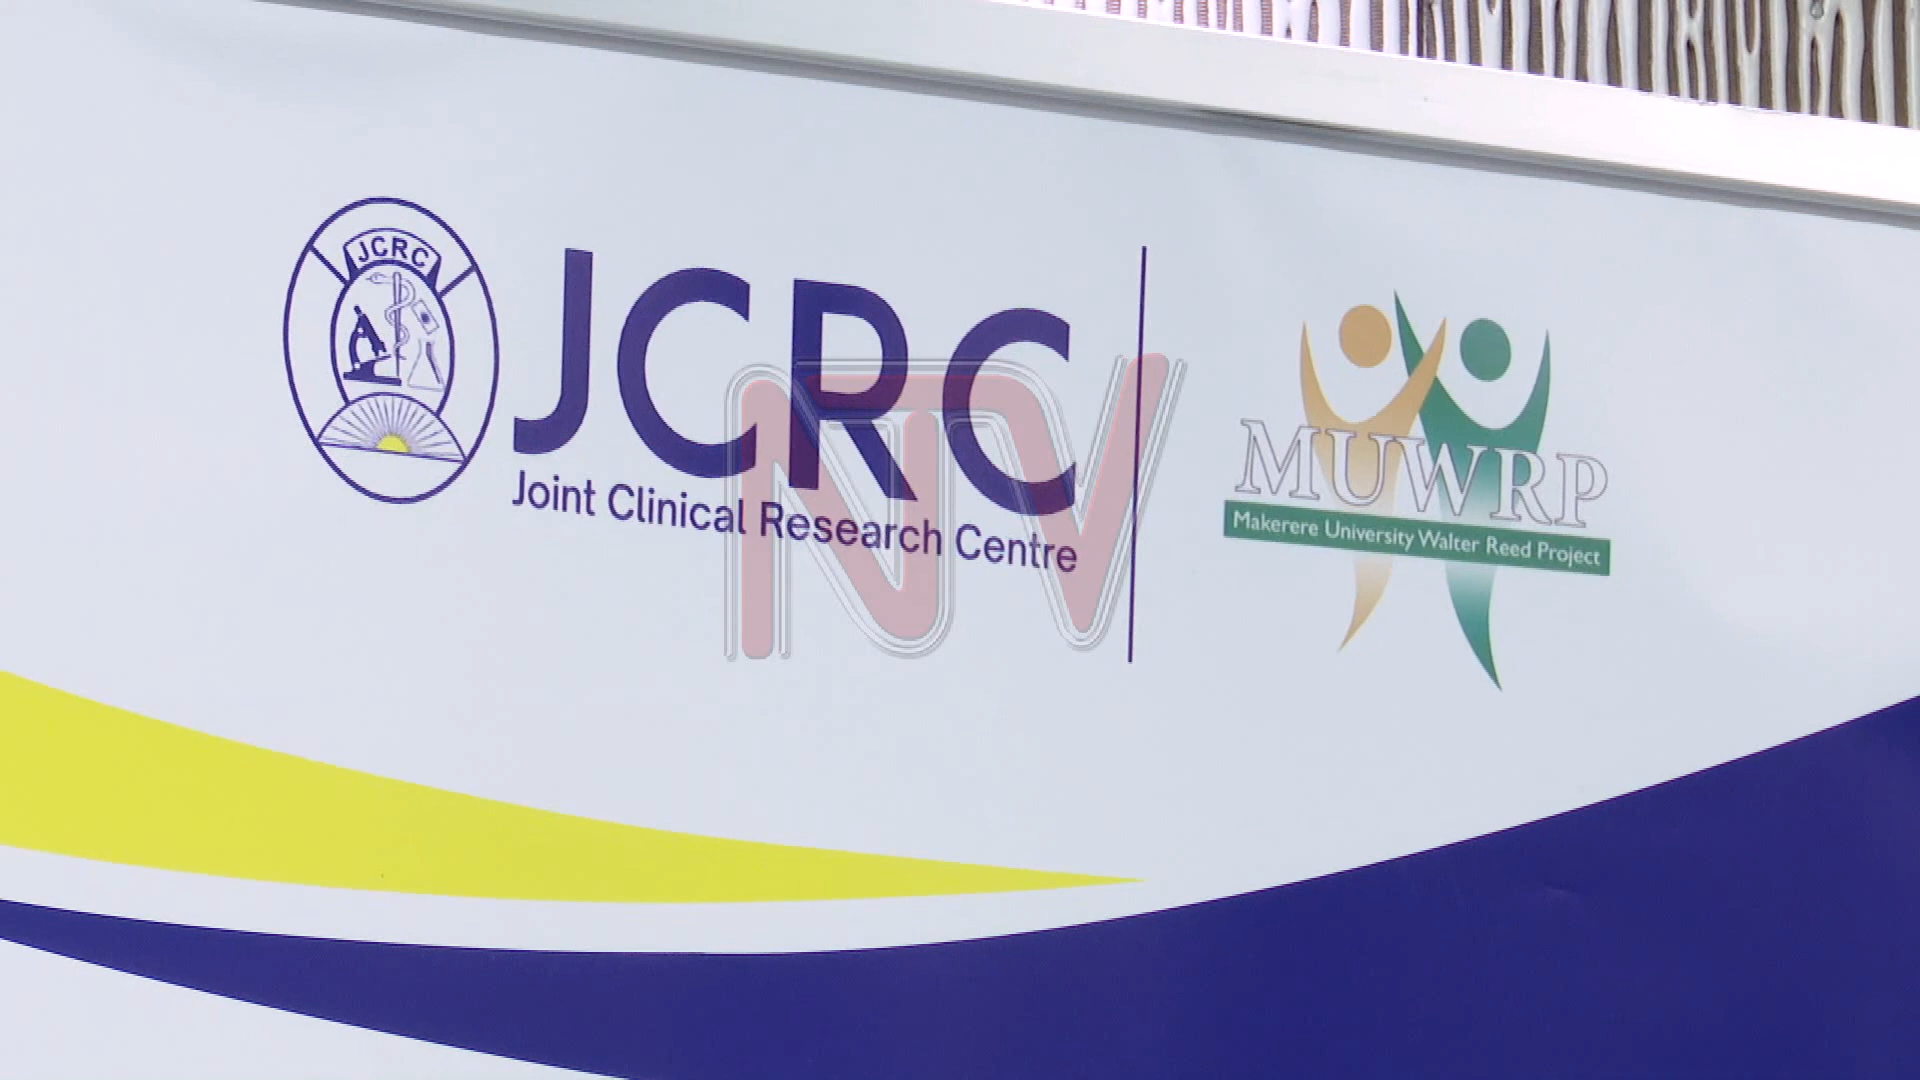 JCRC
JCRC
Joint Clinical Research Centre
MUWRP
Makerere University Walter Reed Project
NTV